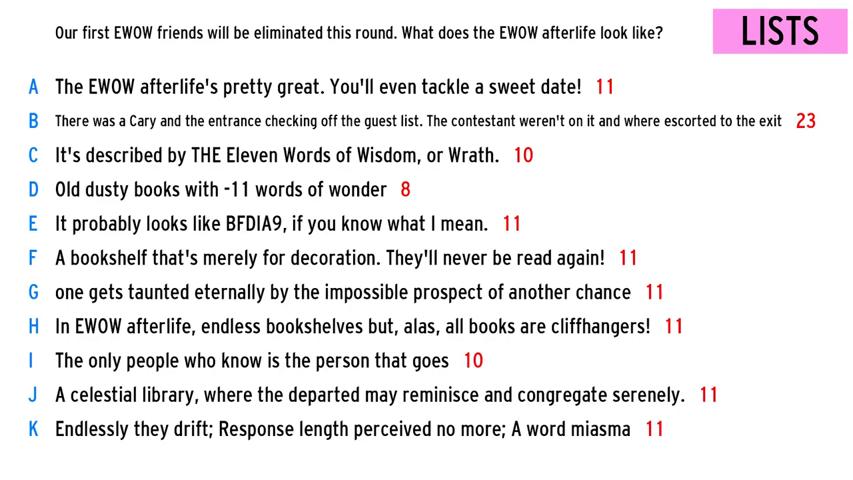 Our first EWOW friends will be eliminated this round. What does the EWOW afterlife look like?
LISTS
A The EWOW afterlife's pretty great. You'll even tackle a sweet date! 11
B There was a Cary and the entrance checking off the guest list. The contestant weren't on it and where escorted to the exit 23
C It's described by THE Eleven Words of Wisdom, or Wrath. 10
D Old dusty books with -11 words of wonder 8
E It probably looks like BFDIA9, if you know what I mean. 11
F A bookshelf that's merely for decoration. They'll never be read again! 11
G one gets taunted eternally by the impossible prospect of another chance 11
H In EWOW afterlife, endless bookshelves but, alas, all books are cliffhangers! 11
I The only people who know is the person that goes 10
J A celestial library, where the departed may reminisce and congregate serenely. 11
K Endlessly they drift; Response length perceived no more; A word miasma 11